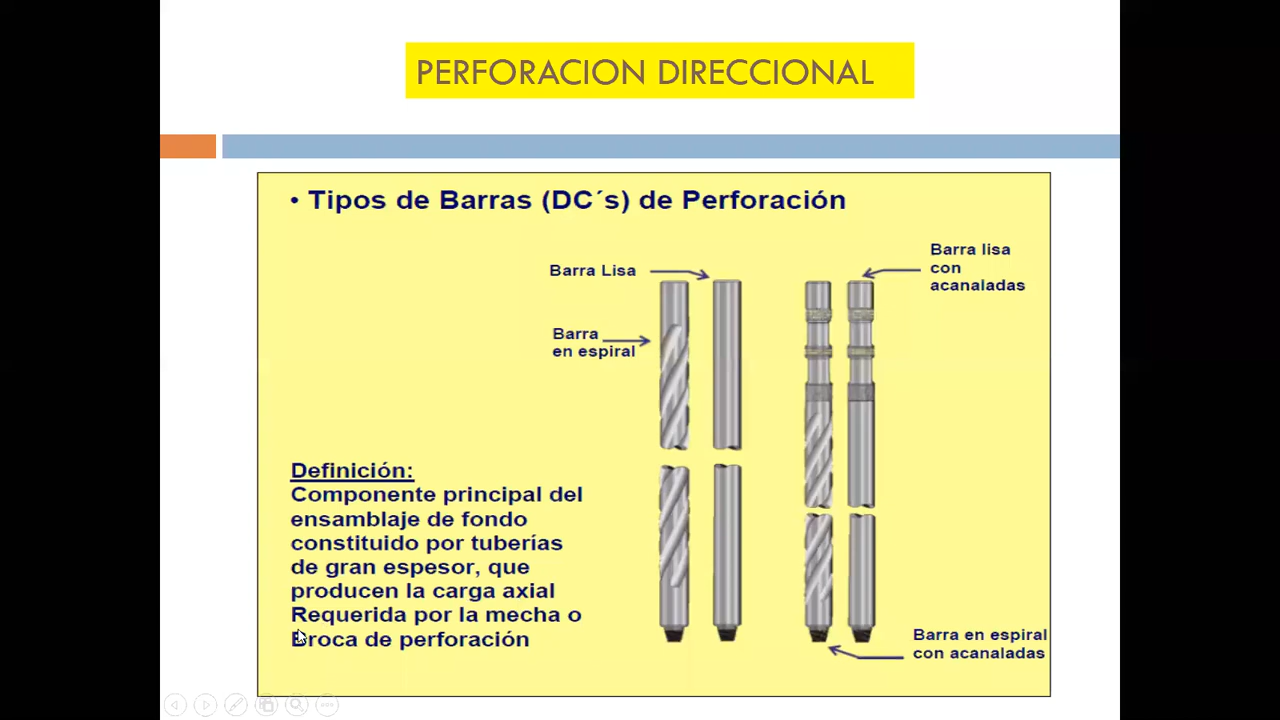 PERFORACION DIRECCIONAL
• Tipos de Barras (DC´s) de Perforación
Barra Lisa
Barra
en espiral
Barra lisa
con
acanaladas
Definición:
Componente principal del
ensamblaje de fondo
constituido por tuberías
de gran espesor, que
producen la carga axial
Requerida por la mecha o
Broca de perforación
Barra en espiral
con acanaladas